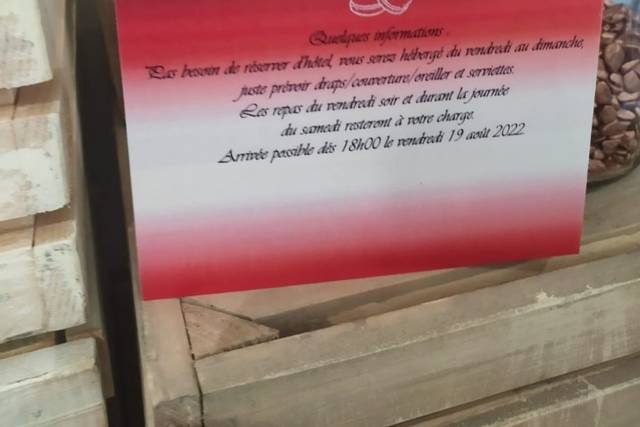 Quelques informations :
Pas besoin de réserver d'hôtel, vous serez hébergé du vendredi au dimanche,
juste prévoir draps/couverture/oreiller et serviettes.
Les repas du vendredi soir et durant la journée
du samedi resteront à votre charge.
Arrivée possible dés 18h00 le vendredi 19 août 2022